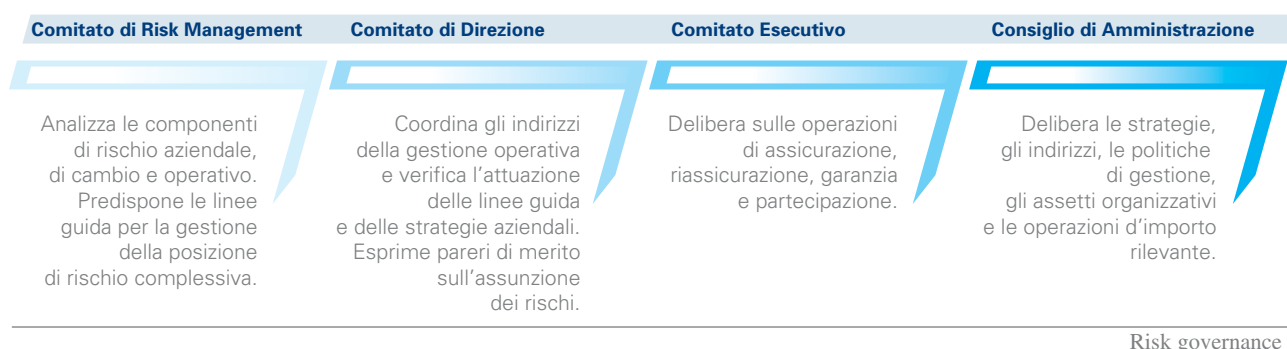 Comitato di Risk Management
Analizza le componenti
di rischio aziendale,
di cambio e operativo.
Predispone le linee
guida per la gestione
della posizione
di rischio complessiva.
Comitato di Direzione
Coordina gli indirizzi
della gestione operativa
e verifica l'attuazione
delle linee guida
e delle strategie aziendali.
Esprime pareri di merito
sull'assunzione
dei rischi.
Comitato Esecutivo
Delibera sulle operazioni
di assicurazione,
riassicurazione, garanzia
e partecipazione.
Consiglio di Amministrazione
Delibera le strategie,
gli indirizzi, le politiche
di gestione,
gli assetti organizzativi
e le operazioni d'importo
rilevante.
Risk governance